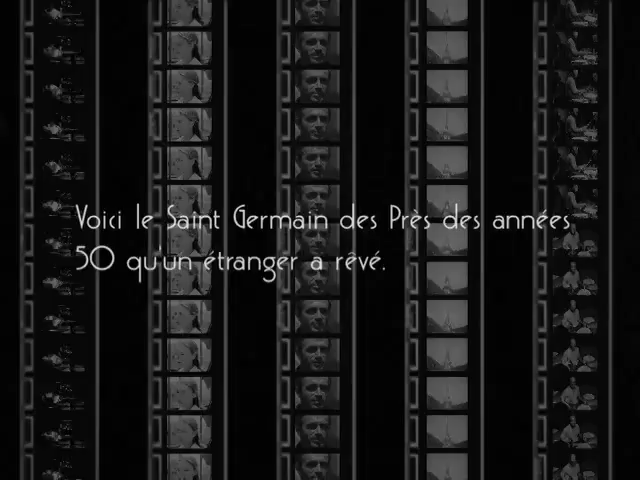 Voici le Saint Germain des Près des années
50 qu'un étranger a rêvé.